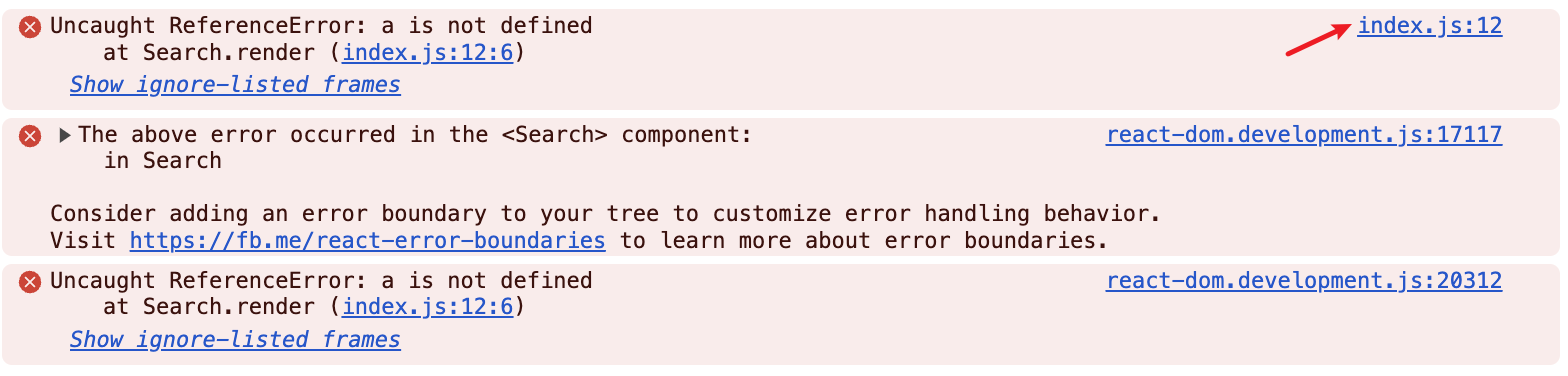 Uncaught ReferenceError: a is not defined index.js:12
at Search.render (index.js:12:6)
Show ignore-listed frames
The above error occurred in the <Search> component: react-dom.development.js:17117
in Search
Consider adding an error boundary to your tree to customize error handling behavior.
Visit https://fb.me/react-error-boundaries to learn more about error boundaries.
Uncaught ReferenceError: a is not defined react-dom.development.js:20312
at Search.render (index.js:12:6)
Show ignore-listed frames